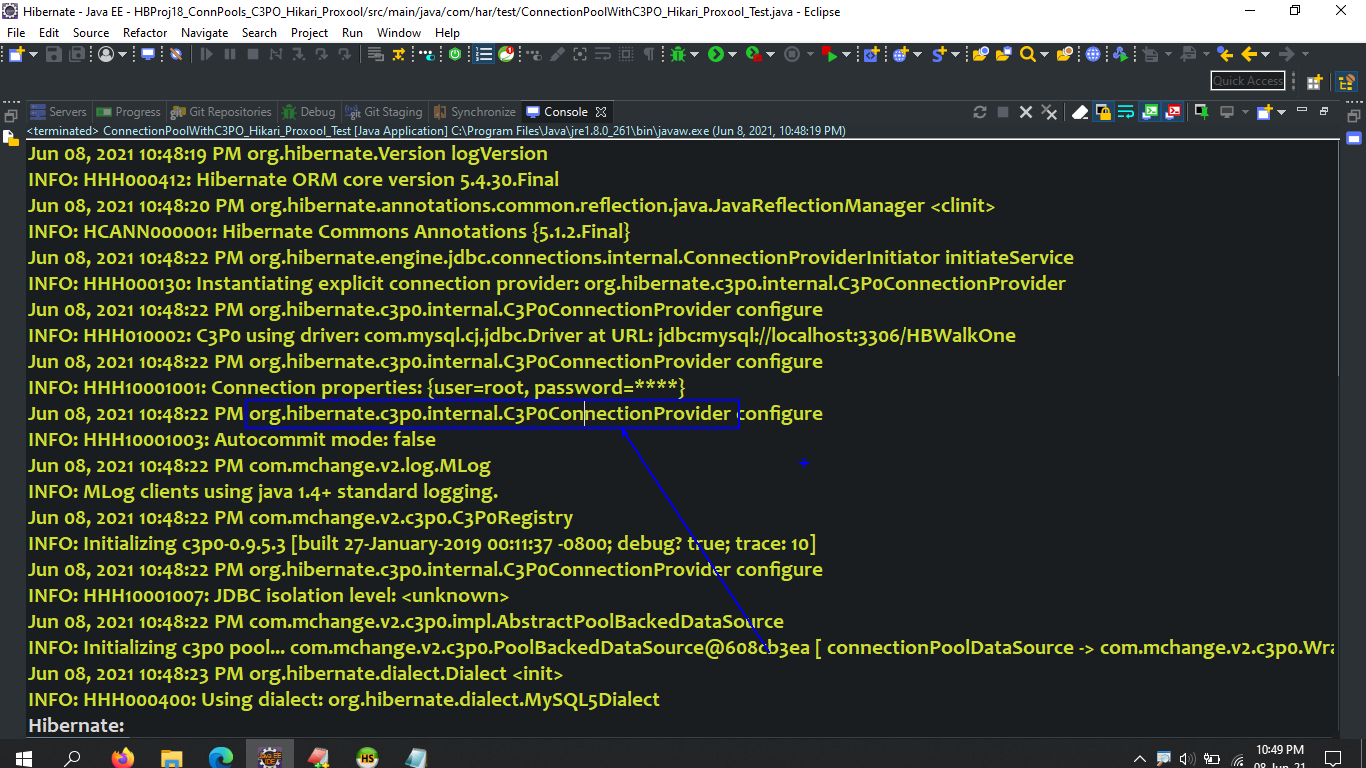 Hibernate - Java EE - HBProj18_ConnPools_C3PO_Hikari_Proxool/src/main/java/com/har/test/ConnectionPoolWithC3PO_Hikari_Proxool_Test.java - Eclipse
File Edit Source Refactor Navigate Search Project Run Window Help
Quick Access
Servers Progress Git Repositories Debug Git Staging Synchronize Console
<terminated> ConnectionPoolWithC3PO_Hikari_Proxool_Test [Java Application] C:\Program Files\Java\jre1.8.0_261\bin\javaw.exe (Jun 8, 2021, 10:48:19 PM)
Jun 08, 2021 10:48:19 PM org.hibernate.Version logVersion
INFO: HHH000412: Hibernate ORM core version 5.4.30.Final
Jun 08, 2021 10:48:20 PM org.hibernate.annotations.common.reflection.java.JavaReflectionManager <clinit>
INFO: HCANN000001: Hibernate Commons Annotations {5.1.2.Final}
Jun 08, 2021 10:48:22 PM org.hibernate.engine.jdbc.connections.internal.ConnectionProviderInitiator initiateService
INFO: HHH000130: Instantiating explicit connection provider: org.hibernate.c3p0.internal.C3P0ConnectionProvider
Jun 08, 2021 10:48:22 PM org.hibernate.c3p0.internal.C3P0ConnectionProvider configure
INFO: HHH010002: C3P0 using driver: com.mysql.cj.jdbc.Driver at URL: jdbc:mysql://localhost:3306/HBWalkOne
Jun 08, 2021 10:48:22 PM org.hibernate.c3p0.internal.C3P0ConnectionProvider configure
INFO: HHH10001001: Connection properties: {user=root, password=****}
Jun 08, 2021 10:48:22 PM org.hibernate.c3p0.internal.C3P0ConnectionProvider configure
INFO: HHH10001003: Autocommit mode: false
Jun 08, 2021 10:48:22 PM com.mchange.v2.log.MLog
INFO: MLog clients using java 1.4+ standard logging.
Jun 08, 2021 10:48:22 PM com.mchange.v2.c3p0.C3P0Registry
INFO: Initializing c3p0-0.9.5.3 [built 27-January-2019 00:11:37 -0800; debug? true; trace: 10]
Jun 08, 2021 10:48:22 PM org.hibernate.c3p0.internal.C3P0ConnectionProvider configure
INFO: HHH10001007: JDBC isolation level: <unknown>
Jun 08, 2021 10:48:22 PM com.mchange.v2.c3p0.impl.AbstractPoolBackedDataSource
INFO: Initializing c3p0 pool... com.mchange.v2.c3p0.PoolBackedDataSource@608cb3ea [ connectionPoolDataSource -> com.mchange.v2.c3p0.Wra
Jun 08, 2021 10:48:23 PM org.hibernate.dialect.Dialect <init>
INFO: HHH000400: Using dialect: org.hibernate.dialect.MySQL5Dialect
Hibernate:
10:49 PM
08-Jun-21